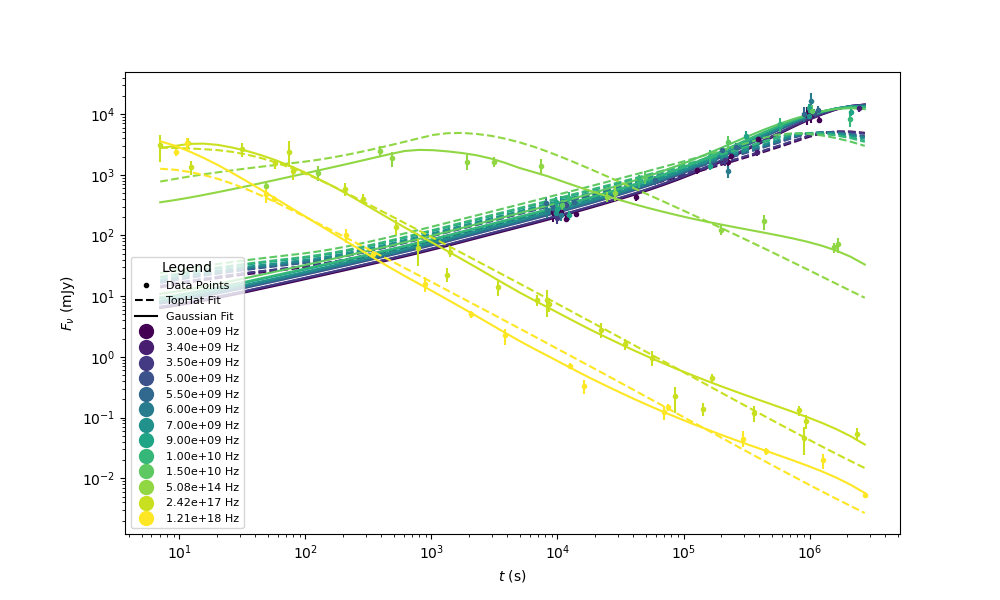 10⁴
10³
10²
10¹
10⁰
10⁻¹
10⁻²
F_ν (mJy)
Legend
Data Points
TopHat Fit
Gaussian Fit
3.00e+09 Hz
3.40e+09 Hz
3.50e+09 Hz
5.00e+09 Hz
5.50e+09 Hz
6.00e+09 Hz
7.00e+09 Hz
9.00e+09 Hz
1.00e+10 Hz
1.50e+10 Hz
5.08e+14 Hz
2.42e+17 Hz
1.21e+18 Hz
10¹ 10² 10³ 10⁴ 10⁵ 10⁶
t (s)